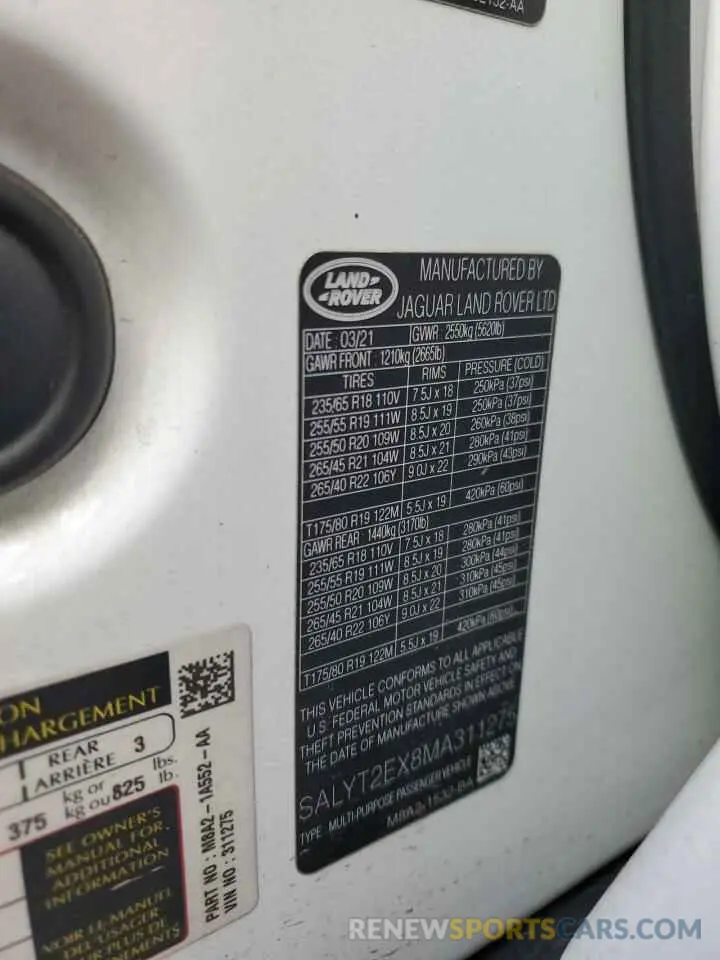 LAND ROVER
MANUFACTURED BY
JAGUAR LAND ROVER LTD
DATE: 03/21 GVWR: 2550kg (5620lb)
GAWR FRONT: 1210kg (2665lb)
TIRES RIMS PRESSURE (COLD)
235/65 R18 110V 7.5J x 18 250kPa (37psi)
255/55 R19 111W 8.5J x 19 250kPa (37psi)
255/50 R20 109W 8.5J x 20 260kPa (38psi)
265/45 R21 104W 8.5J x 21 280kPa (41psi)
265/40 R22 106Y 9.0J x 22 290kPa (43psi)
T175/80 R19 122M 5.5J x 19 420kPa (60psi)
GAWR REAR: 1440kg (3170lb)
235/65 R18 110V 7.5J x 18 280kPa (41psi)
255/55 R19 111W 8.5J x 19 280kPa (41psi)
255/50 R20 109W 8.5J x 20 300kPa (44psi)
265/45 R21 104W 8.5J x 21 310kPa (45psi)
265/40 R22 106Y 9.0J x 22 310kPa (45psi)
T175/80 R19 122M 5.5J x 19 420kPa (60psi)
THIS VEHICLE CONFORMS TO ALL APPLICABLE
U.S. FEDERAL MOTOR VEHICLE SAFETY AND
THEFT PREVENTION STANDARDS IN EFFECT ON
THE DATE OF MANUFACTURE SHOWN ABOVE.
SALYT2EX8MA311275
TYPE: MULTI-PURPOSE PASSENGER VEHICLE
ON
HARGEMENT
REAR
ARRIÈRE 3
375 kg or 825 lbs.
kg ou lb.
SEE OWNER'S
MANUAL FOR
ADDITIONAL
INFORMATION
VOIR LE MANUEL
DE L'USAGER
PLUS DE
PART NO: M8A2-1A552-AA
VIN NO: 311275
RENEWSPORTSCARS.COM